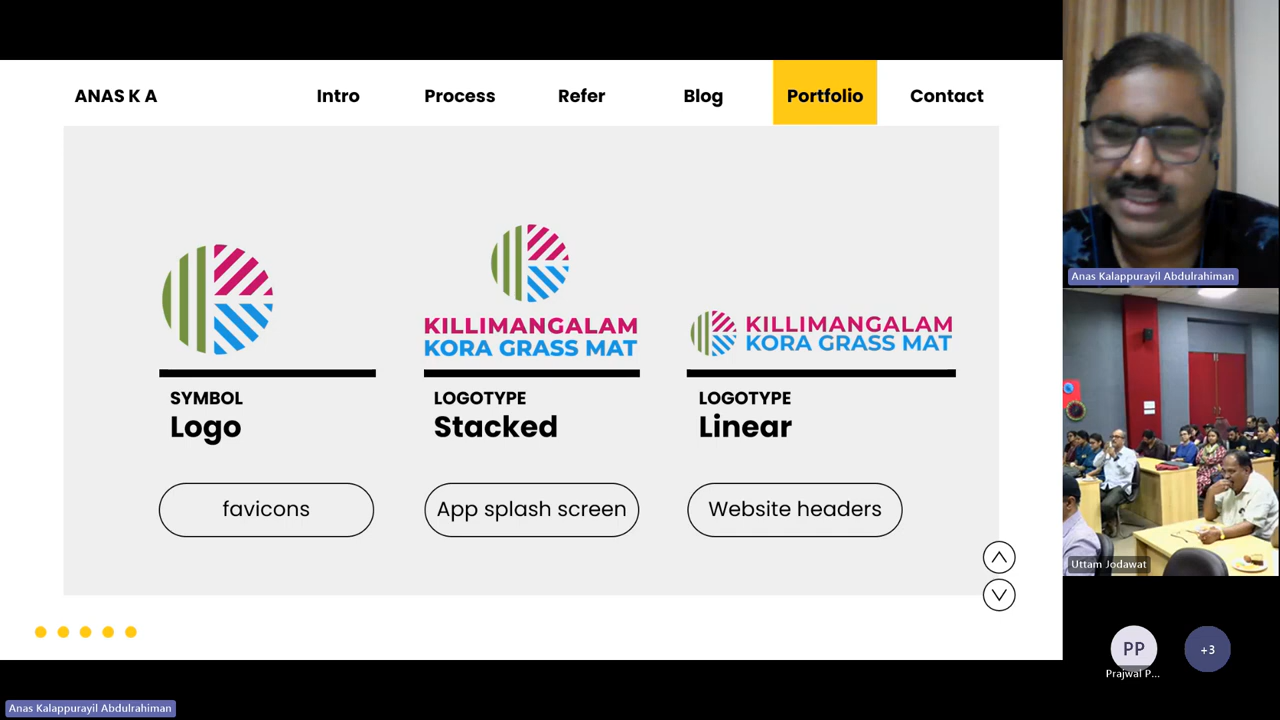 ANAS K A
Intro
Process
Refer
Blog
Portfolio
Contact
KILLIMANGALAM
KORA GRASS MAT
KILLIMANGALAM
KORA GRASS MAT
SYMBOL
Logo
LOGOTYPE
Stacked
LOGOTYPE
Linear
favicons
App splash screen
Website headers
Anas Kalappurayil Abdulrahiman
Uttam Jodawat
PP
Prajwal P...
+3
Anas Kalappurayil Abdulrahiman